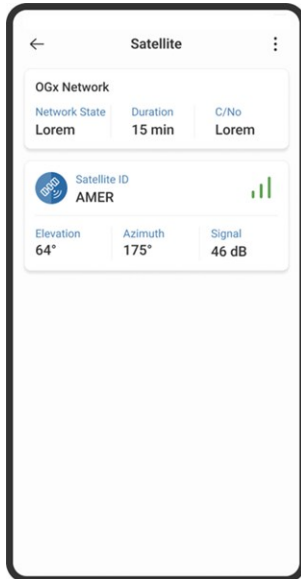 Satellite
OGx Network
Network State Duration C/No
Lorem 15 min Lorem
Satellite ID
AMER
Elevation Azimuth Signal
64° 175° 46 dB